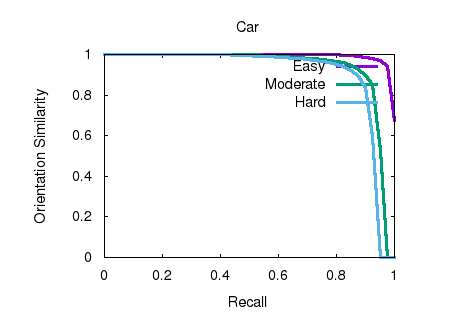 Car
Orientation Similarity
1
0.8
0.6
0.4
0.2
0
Easy
Moderate
Hard
0 0.2 0.4 0.6 0.8 1
Recall